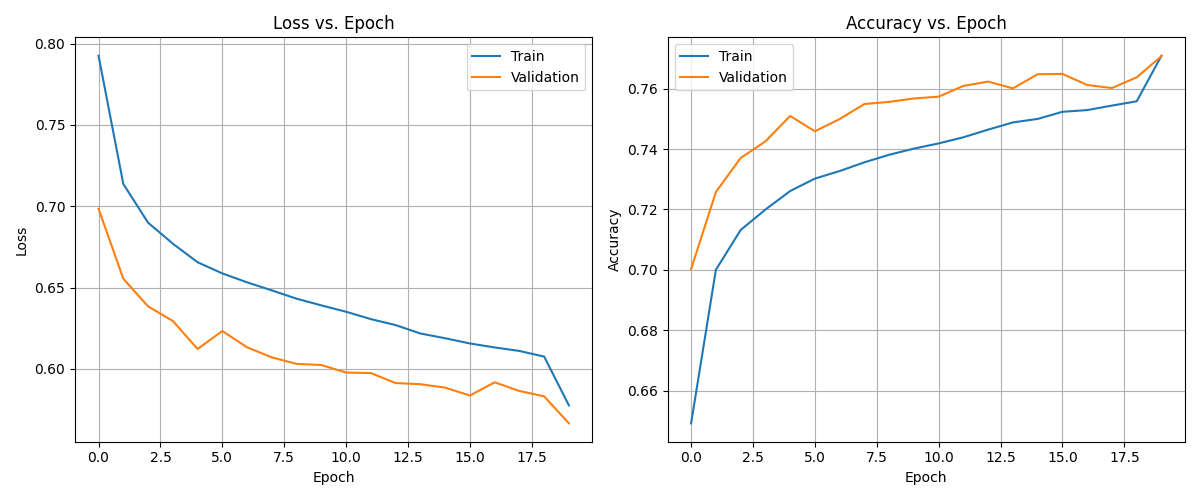 Loss vs. Epoch
0.80
0.75
0.70
0.65
0.60
Loss
0.0 2.5 5.0 7.5 10.0 12.5 15.0 17.5
Epoch
Train
Validation
Accuracy vs. Epoch
0.76
0.74
0.72
0.70
0.68
0.66
Accuracy
0.0 2.5 5.0 7.5 10.0 12.5 15.0 17.5
Epoch
Train
Validation